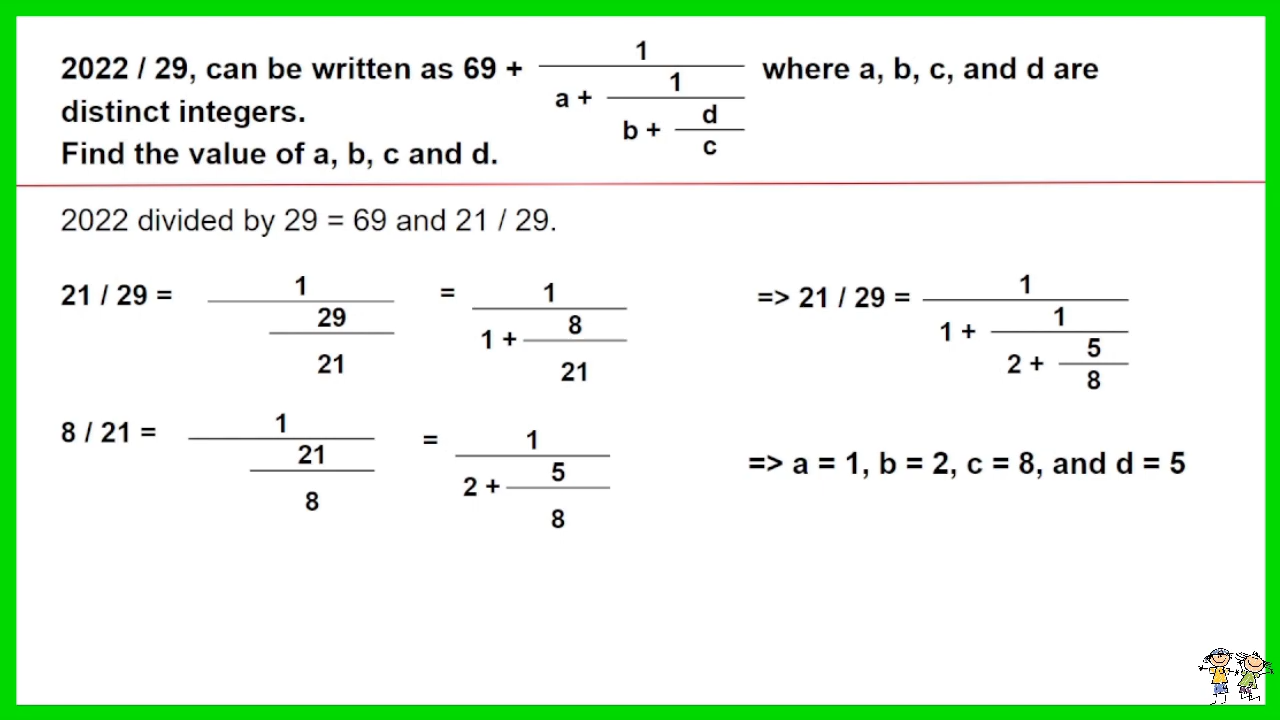 2022 / 29, can be written as 69 + 1 / (a + 1 / (b + d / c)) where a, b, c, and d are
distinct integers.
Find the value of a, b, c and d.
2022 divided by 29 = 69 and 21 / 29.
21 / 29 = 1 / (29 / 21) = 1 / (1 + 8 / 21) => 21 / 29 = 1 / (1 + 1 / (2 + 5 / 8))
8 / 21 = 1 / (21 / 8) = 1 / (2 + 5 / 8)
=> a = 1, b = 2, c = 8, and d = 5